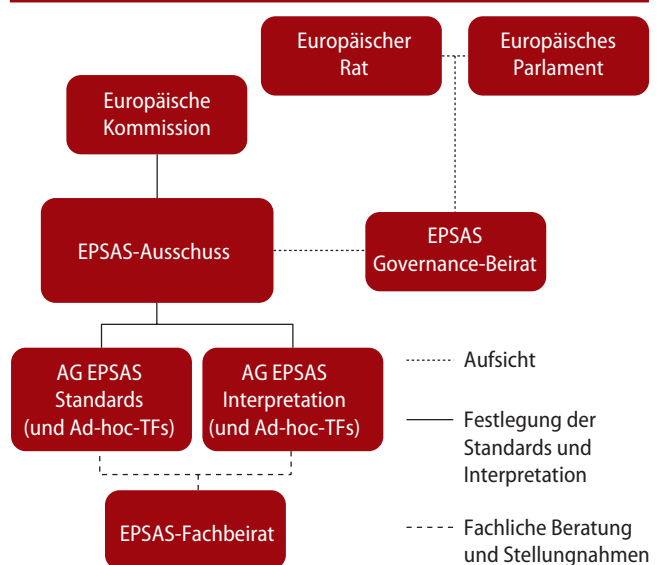 Europäischer
Rat
Europäisches
Parlament
Europäische
Kommission
EPSAS-Ausschuss
EPSAS
Governance-Beirat
AG EPSAS
Standards
(und Ad-hoc-TFs)
AG EPSAS
Interpretation
(und Ad-hoc-TFs)
EPSAS-Fachbeirat
Aufsicht
Festlegung der
Standards und
Interpretation
Fachliche Beratung
und Stellungnahmen